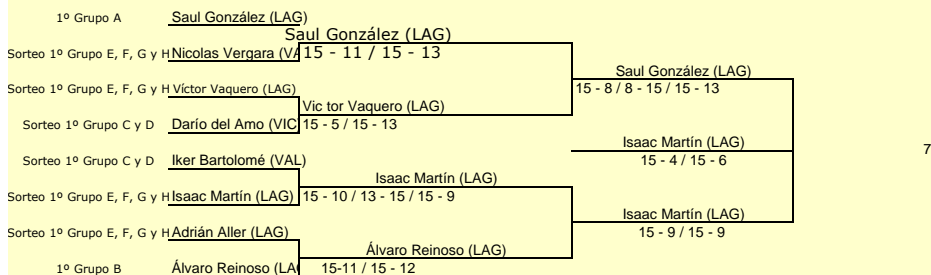 1º Grupo A Saul González (LAG)
Saul González (LAG)
Sorteo 1º Grupo E, F, G y H Nicolas Vergara (VA 15 - 11 / 15 - 13
Saul González (LAG)
Sorteo 1º Grupo E, F, G y H Víctor Vaquero (LAG) 15 - 8 / 8 - 15 / 15 - 13
Vic tor Vaquero (LAG)
Sorteo 1º Grupo C y D Darío del Amo (VIC 15 - 5 / 15 - 13
Isaac Martín (LAG)
7
Sorteo 1º Grupo C y D Iker Bartolomé (VAL) 15 - 4 / 15 - 6
Isaac Martín (LAG)
Sorteo 1º Grupo E, F, G y H Isaac Martín (LAG) 15 - 10 / 13 - 15 / 15 - 9
Isaac Martín (LAG)
Sorteo 1º Grupo E, F, G y H Adrián Aller (LAG) 15 - 9 / 15 - 9
Álvaro Reinoso (LAG)
1º Grupo B Álvaro Reinoso (LA 15-11 / 15 - 12